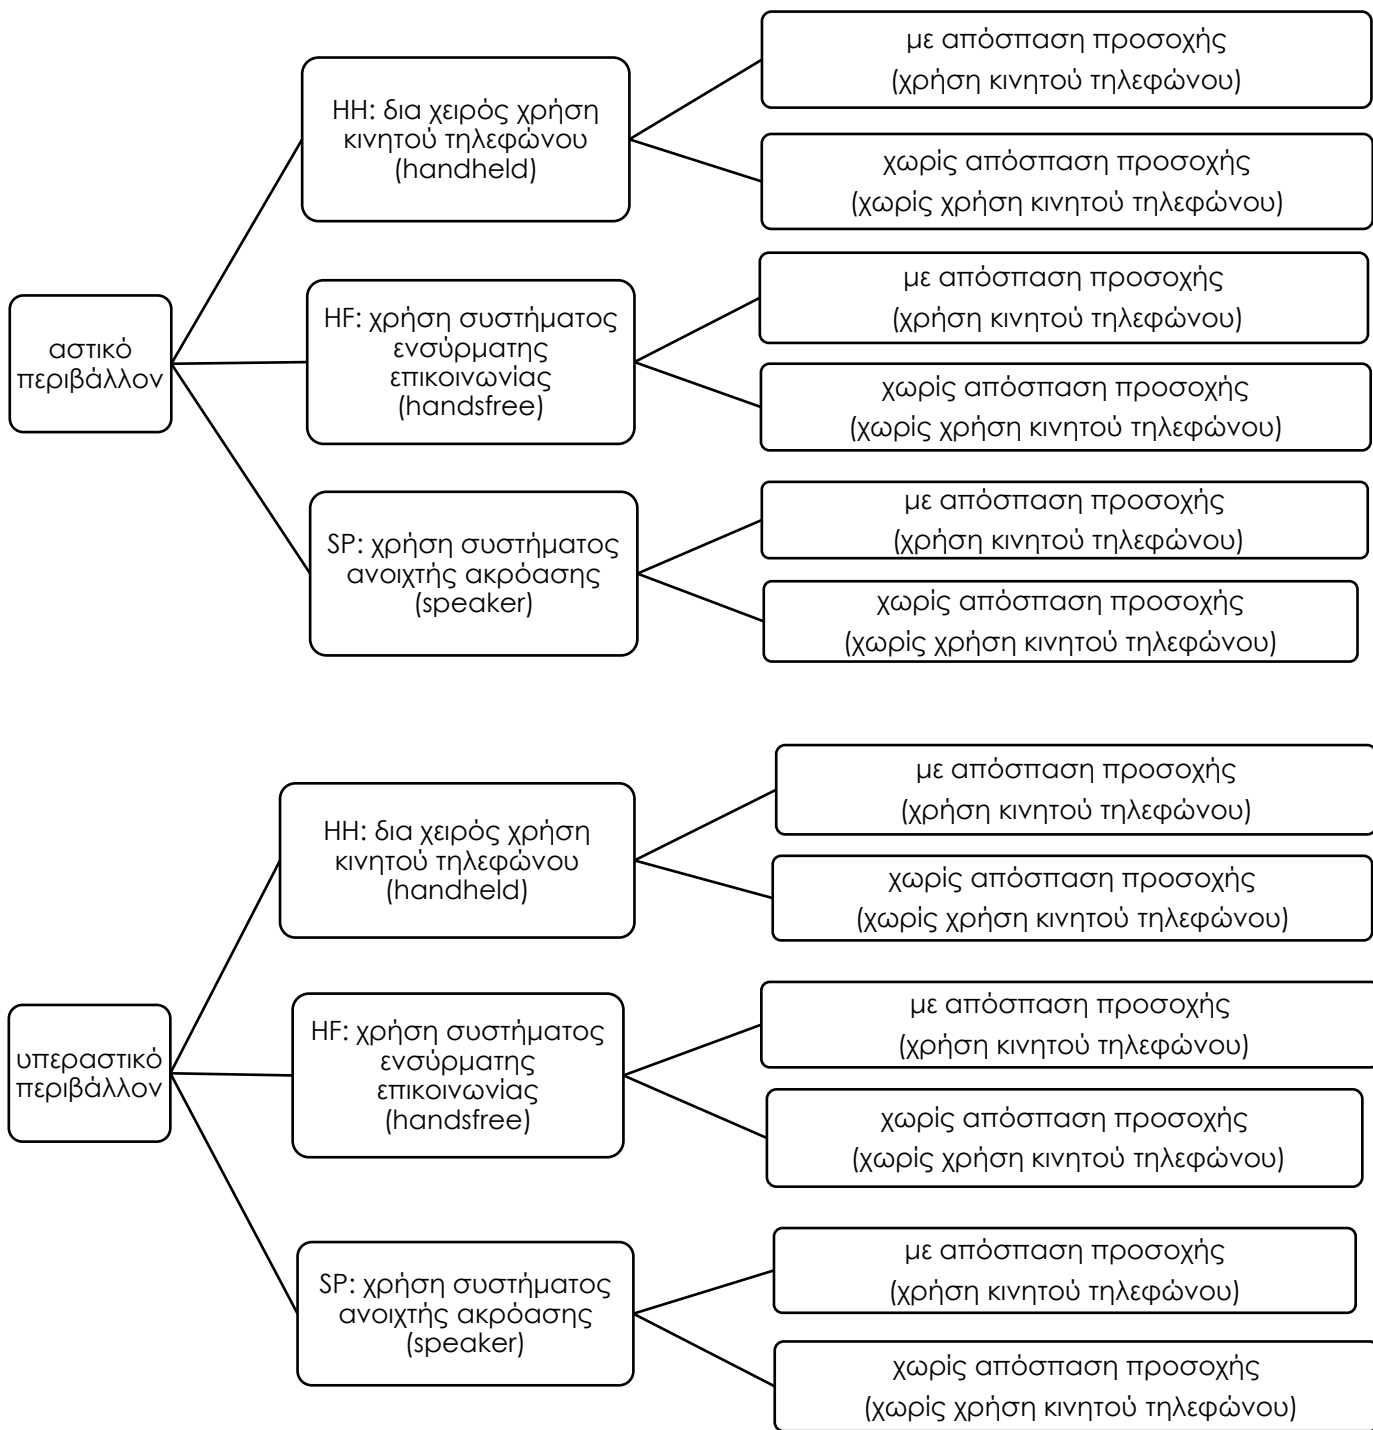 αστικό
περιβάλλον
HH: δια χειρός χρήση
κινητού τηλεφώνου
(handheld)
με απόσπαση προσοχής
(χρήση κινητού τηλεφώνου)
χωρίς απόσπαση προσοχής
(χωρίς χρήση κινητού τηλεφώνου)
HF: χρήση συστήματος
ενσύρματης
επικοινωνίας
(handsfree)
με απόσπαση προσοχής
(χρήση κινητού τηλεφώνου)
χωρίς απόσπαση προσοχής
(χωρίς χρήση κινητού τηλεφώνου)
SP: χρήση συστήματος
ανοιχτής ακρόασης
(speaker)
με απόσπαση προσοχής
(χρήση κινητού τηλεφώνου)
χωρίς απόσπαση προσοχής
(χωρίς χρήση κινητού τηλεφώνου)
υπεραστικό
περιβάλλον
HH: δια χειρός χρήση
κινητού τηλεφώνου
(handheld)
με απόσπαση προσοχής
(χρήση κινητού τηλεφώνου)
χωρίς απόσπαση προσοχής
(χωρίς χρήση κινητού τηλεφώνου)
HF: χρήση συστήματος
ενσύρματης
επικοινωνίας
(handsfree)
με απόσπαση προσοχής
(χρήση κινητού τηλεφώνου)
χωρίς απόσπαση προσοχής
(χωρίς χρήση κινητού τηλεφώνου)
SP: χρήση συστήματος
ανοιχτής ακρόασης
(speaker)
με απόσπαση προσοχής
(χρήση κινητού τηλεφώνου)
χωρίς απόσπαση προσοχής
(χωρίς χρήση κινητού τηλεφώνου)